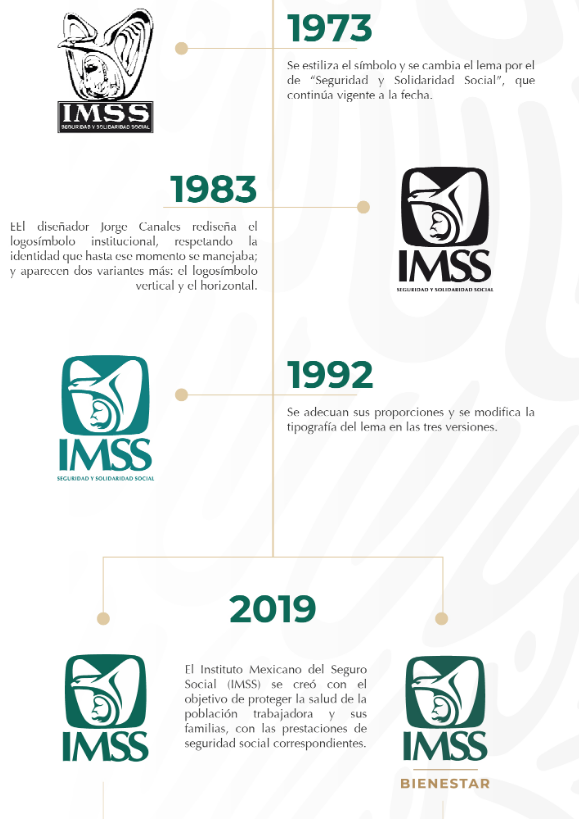 1973
IMSS
SEGURIDAD Y SOLIDARIDAD SOCIAL
Se estiliza el símbolo y se cambia el lema por el
de “Seguridad y Solidaridad Social”, que
continúa vigente a la fecha.
1983
EEl diseñador Jorge Canales rediseña el
logosímbolo institucional, respetando la
identidad que hasta ese momento se manejaba;
y aparecen dos variantes más: el logosímbolo
vertical y el horizontal.
IMSS
SEGURIDAD Y SOLIDARIDAD SOCIAL
1992
IMSS
SEGURIDAD Y SOLIDARIDAD SOCIAL
Se adecuan sus proporciones y se modifica la
tipografía del lema en las tres versiones.
2019
IMSS
El Instituto Mexicano del Seguro
Social (IMSS) se creó con el
objetivo de proteger la salud de la
población trabajadora y sus
familias, con las prestaciones de
seguridad social correspondientes.
IMSS
BIENESTAR